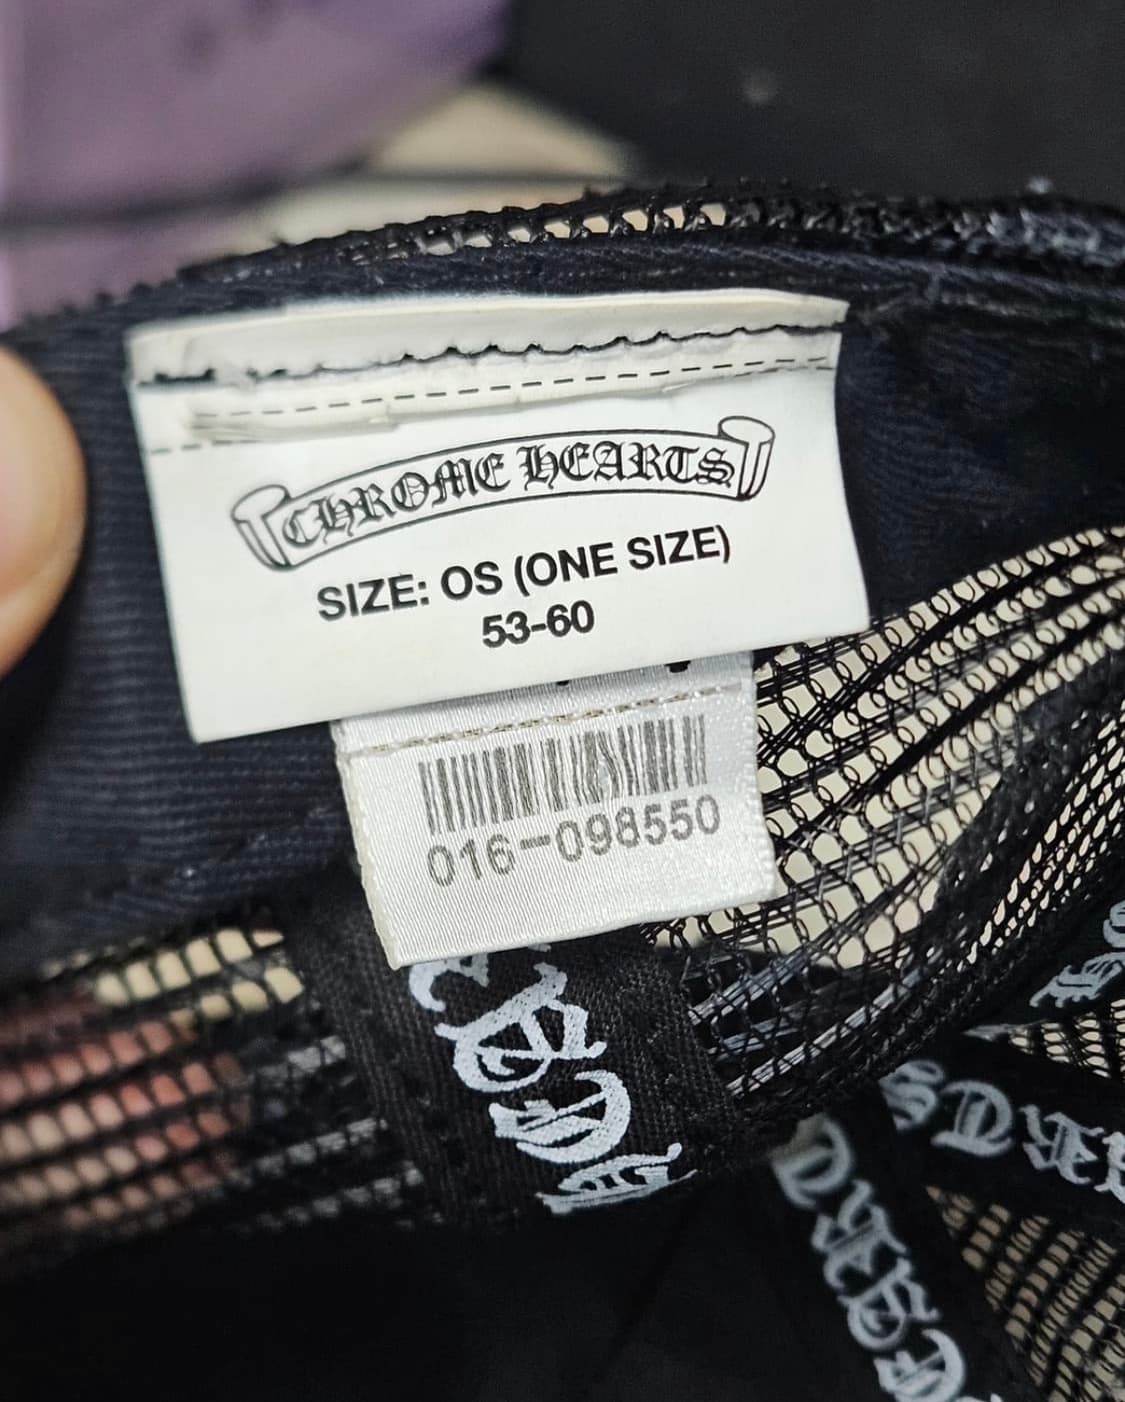 CHROME HEARTS
SIZE: OS (ONE SIZE)
53-60
016-098550